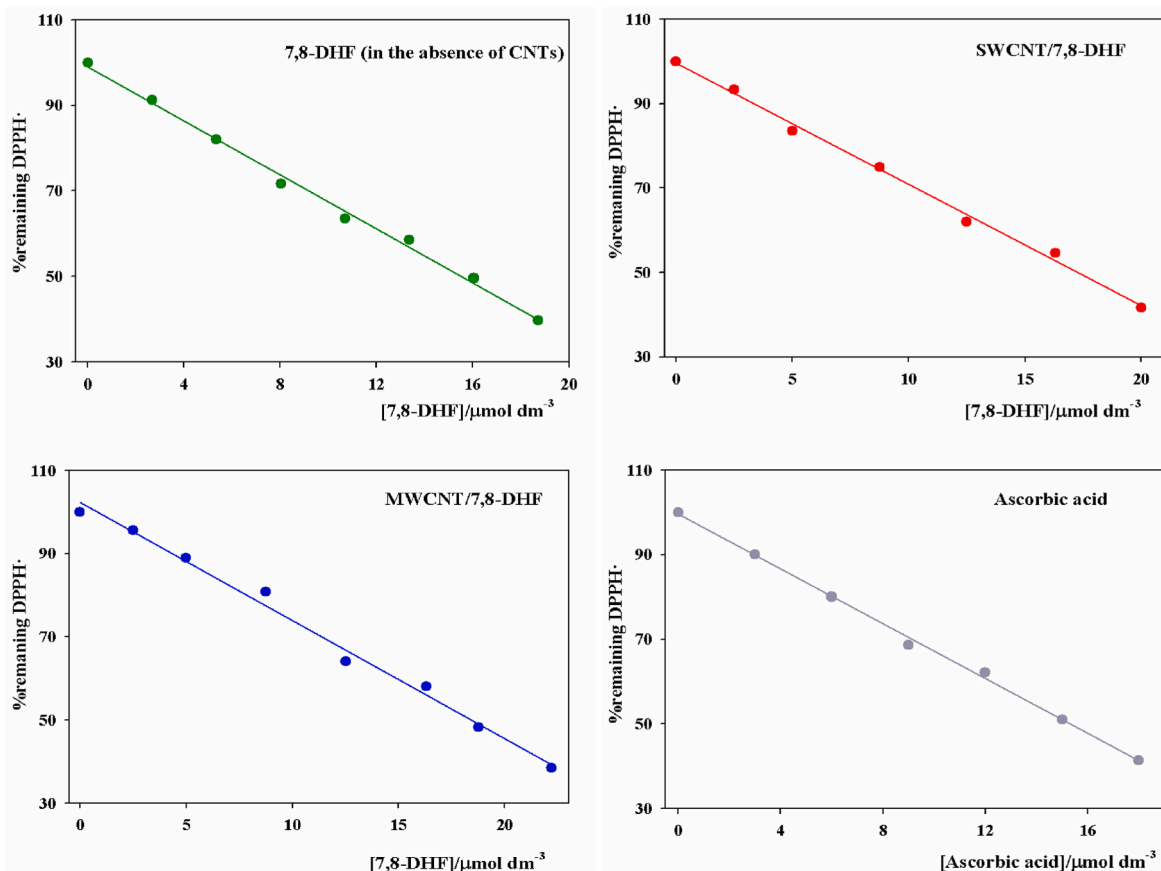 7,8-DHF (in the absence of CNTs)
%remaining DPPH·
110
90
70
50
30
0 4 8 12 16 20
[7,8-DHF]/μmol dm-3
SWCNT/7,8-DHF
%remaining DPPH·
110
90
70
50
30
0 5 10 15 20
[7,8-DHF]/μmol dm-3
MWCNT/7,8-DHF
%remaning DPPH·
110
90
70
50
30
0 5 10 15 20
[7,8-DHF]/μmol dm-3
Ascorbic acid
%remaining DPPH·
110
90
70
50
30
0 4 8 12 16
[Ascorbic acid]/μmol dm-3